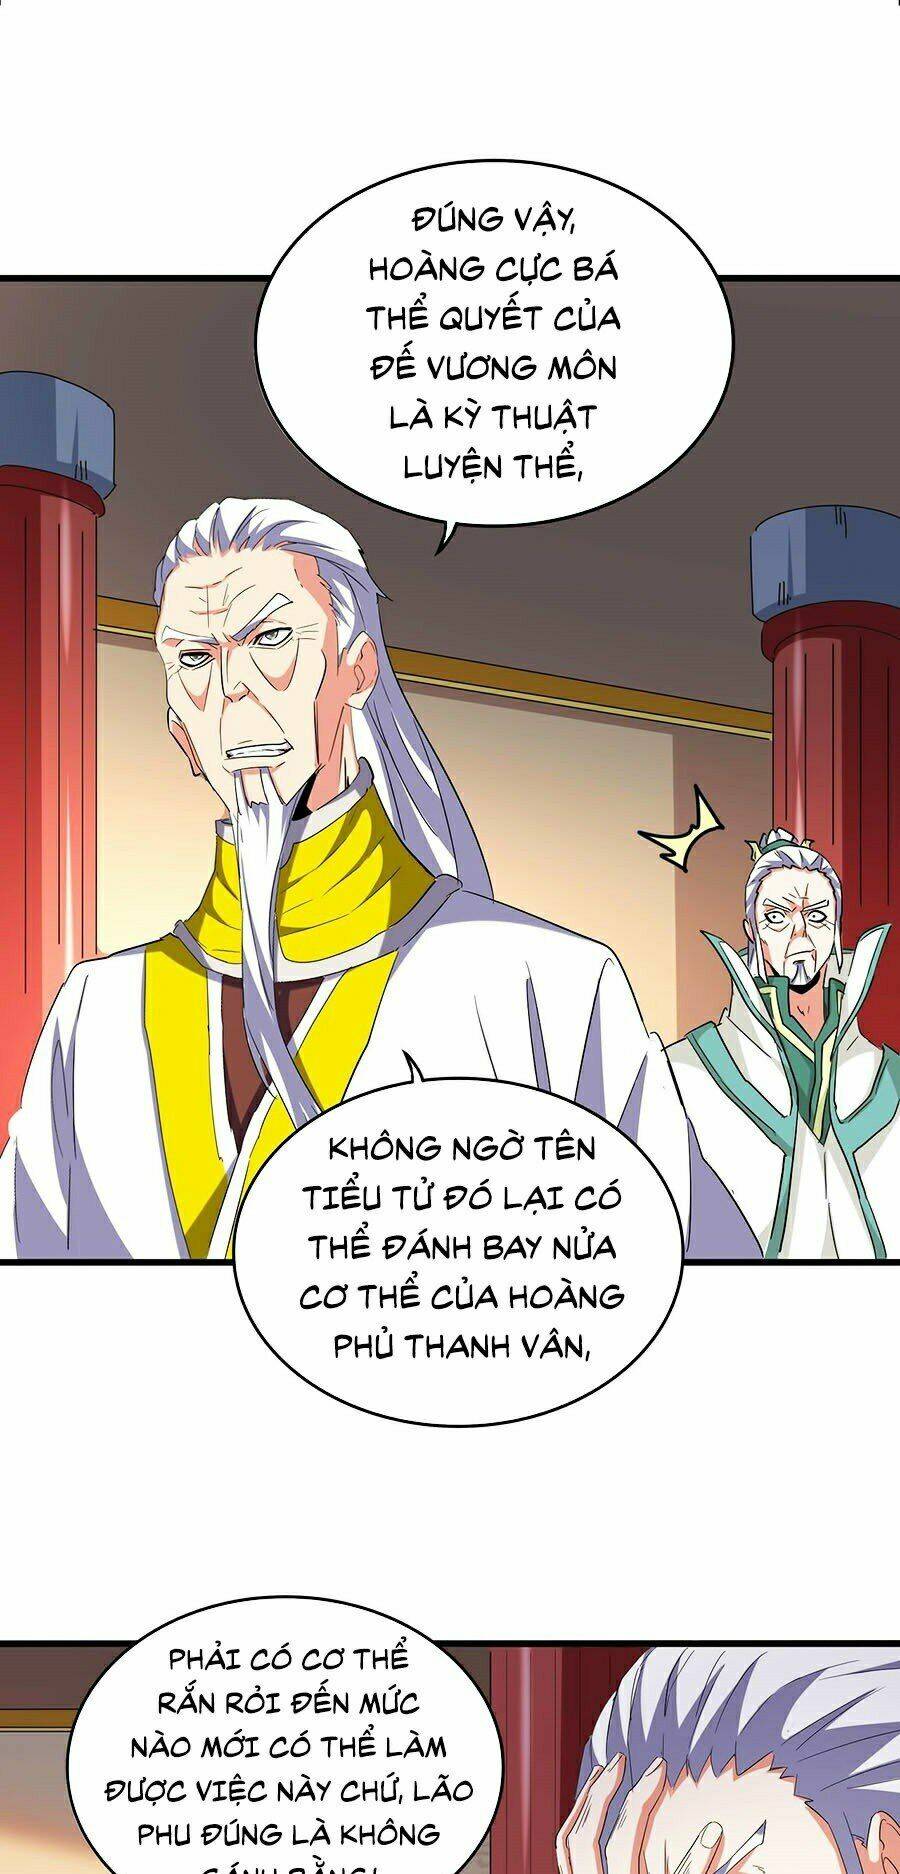 ĐÚNG VẬY,
HOÀNG CỰC BÁ
THỂ QUYẾT CỦA
ĐẾ VƯƠNG MÔN
LÀ KỲ THUẬT
LUYỆN THỂ,
KHÔNG NGỜ TÊN
TIỂU TỬ ĐÓ LẠI CÓ
THỂ ĐÁNH BAY NỬA
CƠ THỂ CỦA HOÀNG
PHỦ THANH VÂN,
PHẢI CÓ CƠ THỂ
RẮN RỎI ĐẾN MỨC
NÀO MỚI CÓ THỂ LÀM
ĐƯỢC VIỆC NÀY CHỨ, LÃO
PHU ĐÚNG LÀ KHÔNG